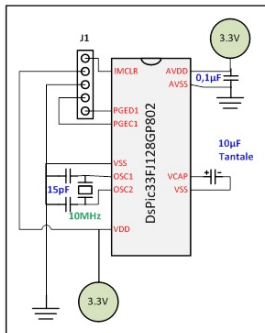 J1
3.3V
!MCLR
AVDD
0,1µF
AVSS
PGED1
PGEC1
DsPic33FJ128GP802
10µF
Tantale
VSS
15pF
OSC1
VCAP
OSC2
VSS
10MHz
VDD
3.3V